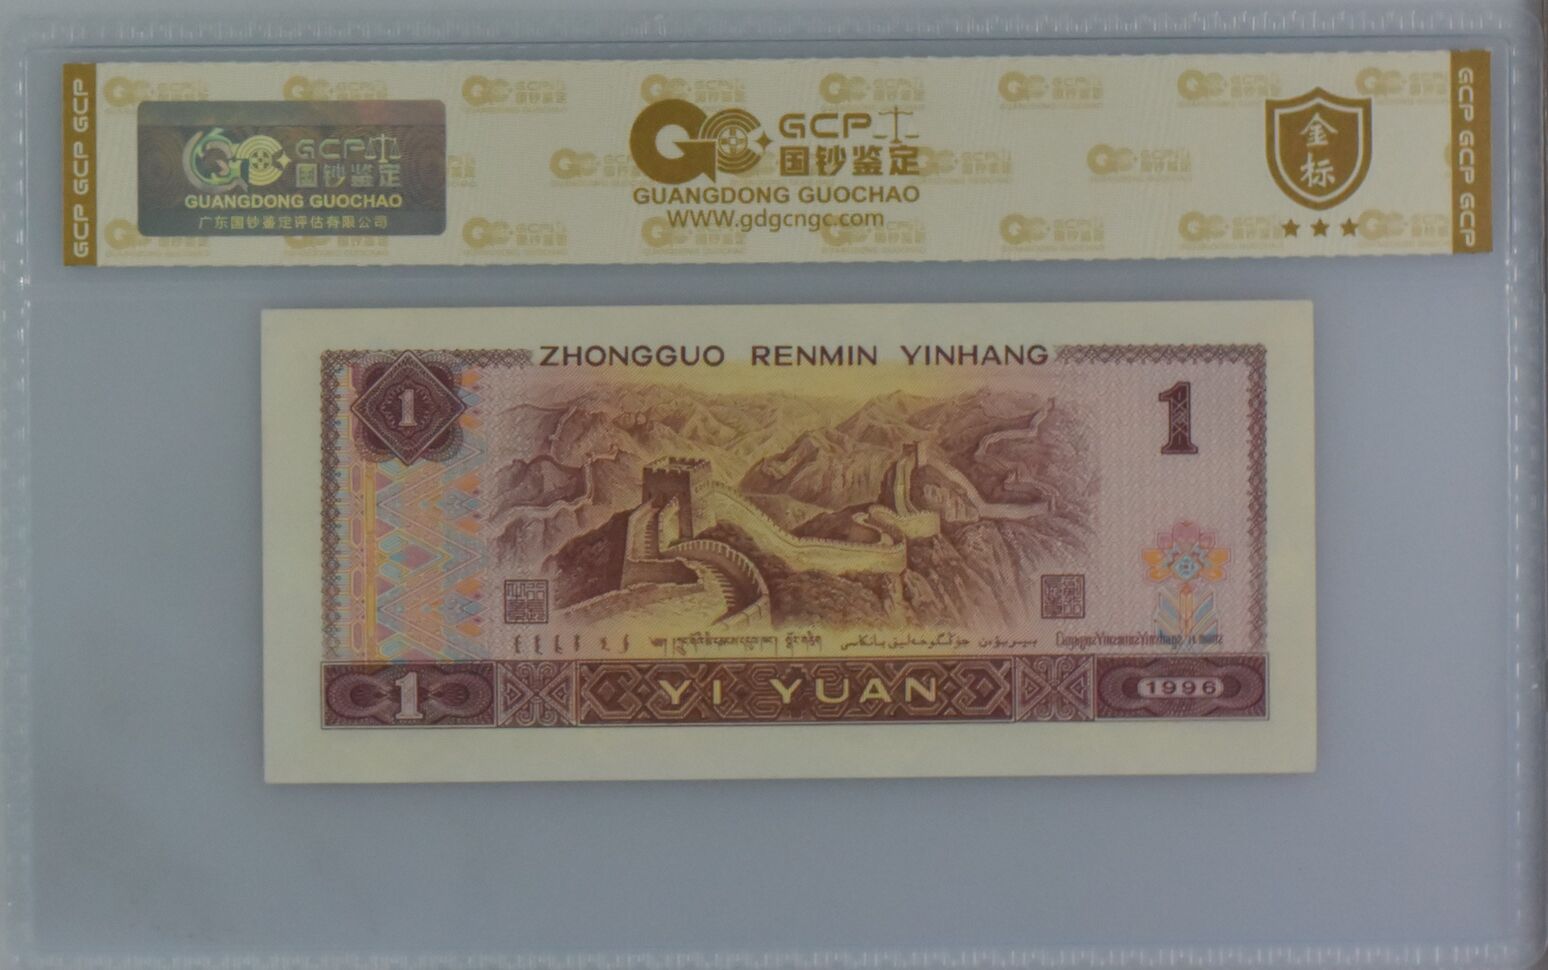 GCP GCP GCP
GCP
国钞鉴定
GUANGDONG GUOCHAO
广东国钞鉴定评估有限公司
GCP
国钞鉴定
GUANGDONG GUOCHAO
WWW.gdgcngc.com
金标
GCP GCP GCP
ZHONGGUO RENMIN YINHANG
1
1
1
YI YUAN
1996